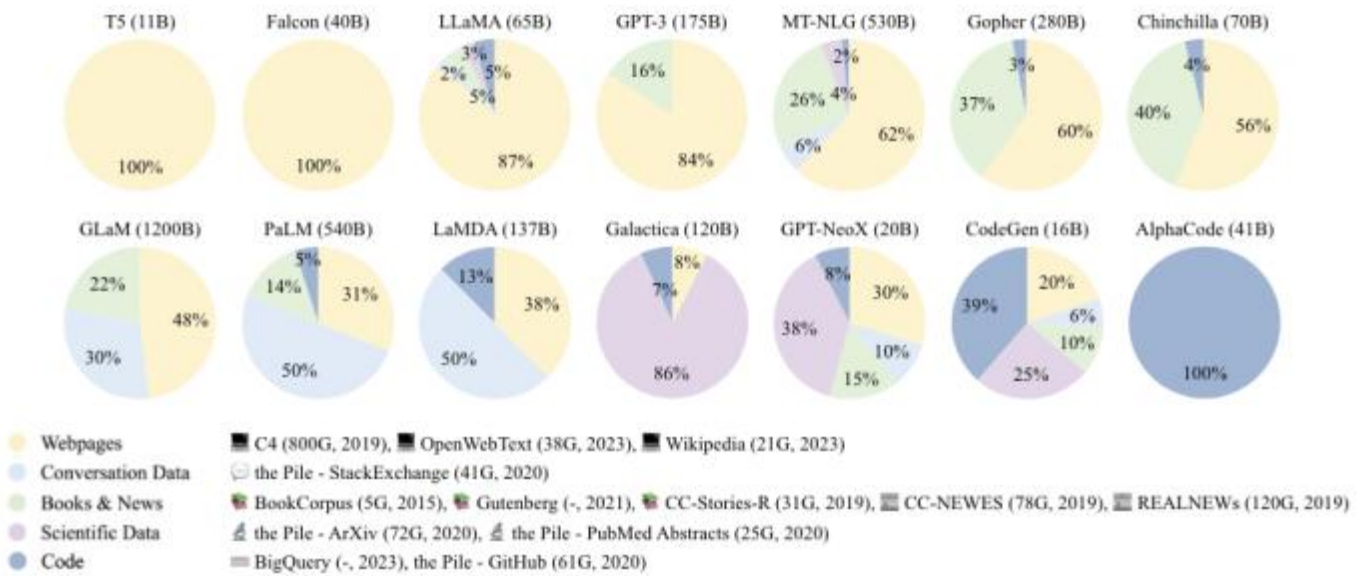 T5 (11B) Falcon (40B) LLaMA (65B) GPT-3 (175B) MT-NLG (530B) Gopher (280B) Chinchilla (70B)
3% 5% 2% 5% 87%
16% 84%
2% 4% 26% 6% 62%
3% 37% 60%
4% 40% 56%
100% 100%
GLaM (1200B) PaLM (540B) LaMDA (137B) Galactica (120B) GPT-NeoX (20B) CodeGen (16B) AlphaCode (41B)
22% 48% 30%
5% 14% 31% 50%
13% 38% 50%
8% 7% 86%
8% 30% 38% 10% 15%
20% 39% 6% 10% 25%
100%
Webpages C4 (800G, 2019), OpenWebText (38G, 2023), Wikipedia (21G, 2023)
Conversation Data the Pile - StackExchange (41G, 2020)
Books & News BookCorpus (5G, 2015), Gutenberg (-, 2021), CC-Stories-R (31G, 2019), CC-NEWES (78G, 2019), REALNEWs (120G, 2019)
Scientific Data the Pile - ArXiv (72G, 2020), the Pile - PubMed Abstracts (25G, 2020)
Code BigQuery (-, 2023), the Pile - GitHub (61G, 2020)